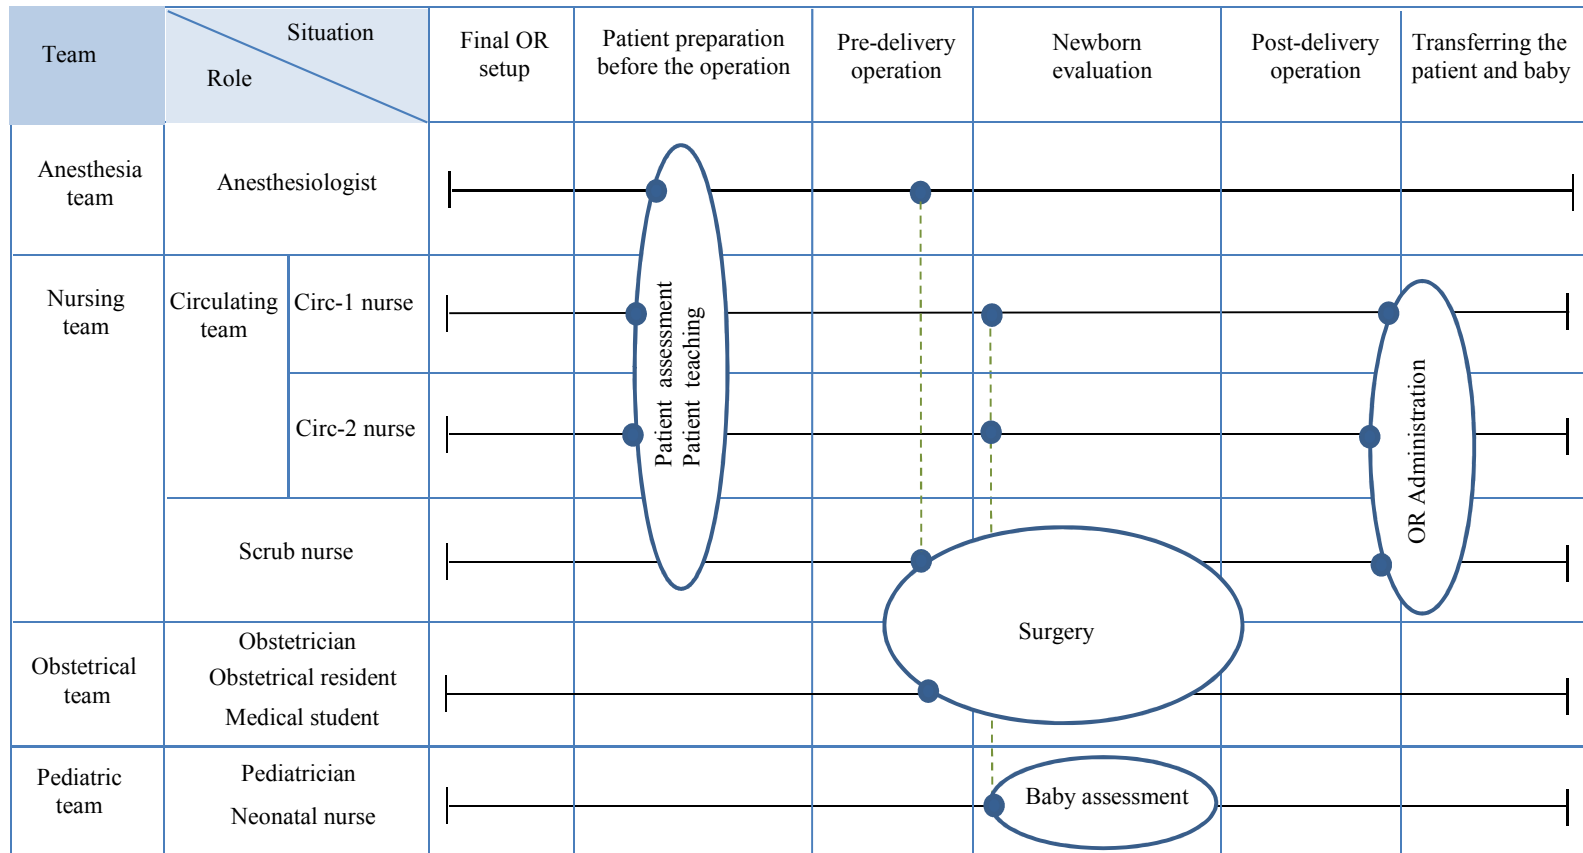 Team
Situation
Role
Final OR
setup
Patient preparation
before the operation
Pre-delivery
operation
Newborn
evaluation
Post-delivery
operation
Transferring the
patient and baby
Anesthesia
team
Anesthesiologist
Nursing
team
Circulating
team
Circ-1 nurse
Circ-2 nurse
Scrub nurse
Patient assessment
Patient teaching
OR Administration
Obstetrical
team
Obstetrician
Obstetrical resident
Medical student
Surgery
Pediatric
team
Pediatrician
Neonatal nurse
Baby assessment